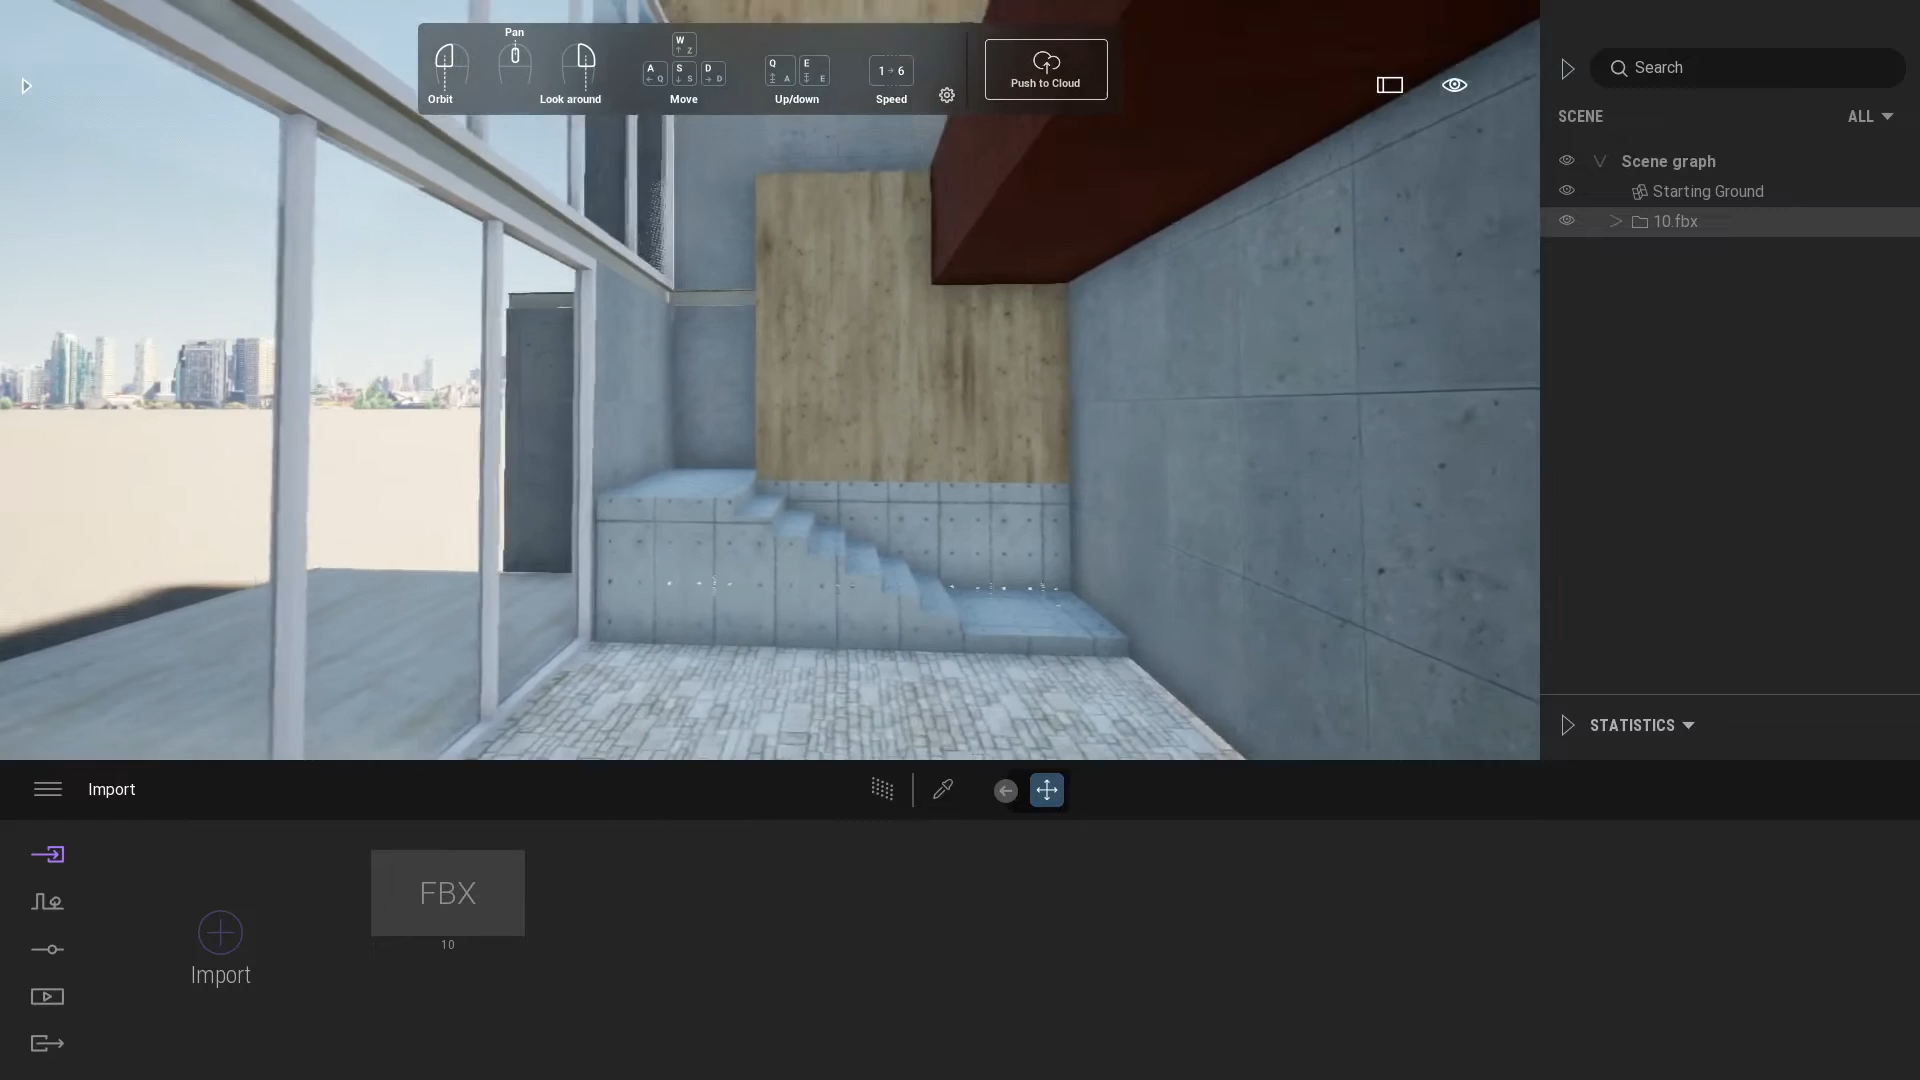 Pan
Orbit
Look around
W
Z
A
Q
S
S
D
D
Move
Q
A
E
E
Up/down
1 → 6
Speed
Push to Cloud
Search
SCENE
ALL
Scene graph
Starting Ground
10.fbx
STATISTICS
Import
FBX
10
Import